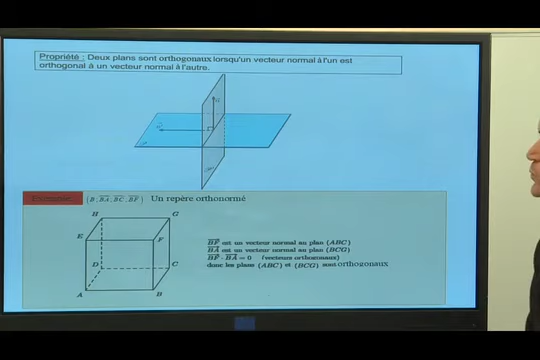 Propriété : Deux plans sont orthogonaux lorsqu'un vecteur normal à l'un est
orthogonal à un vecteur normal à l'autre.
(B ; BA ; BC ; BF) Un repère orthonormé
H
G
E
F
D
C
A
B
BF est un vecteur normal au plan (ABC)
BA est un vecteur normal au plan (BCG)
BF · BA = 0 (vecteurs orthogonaux)
donc les plans (ABC) et (BCG) sont orthogonaux